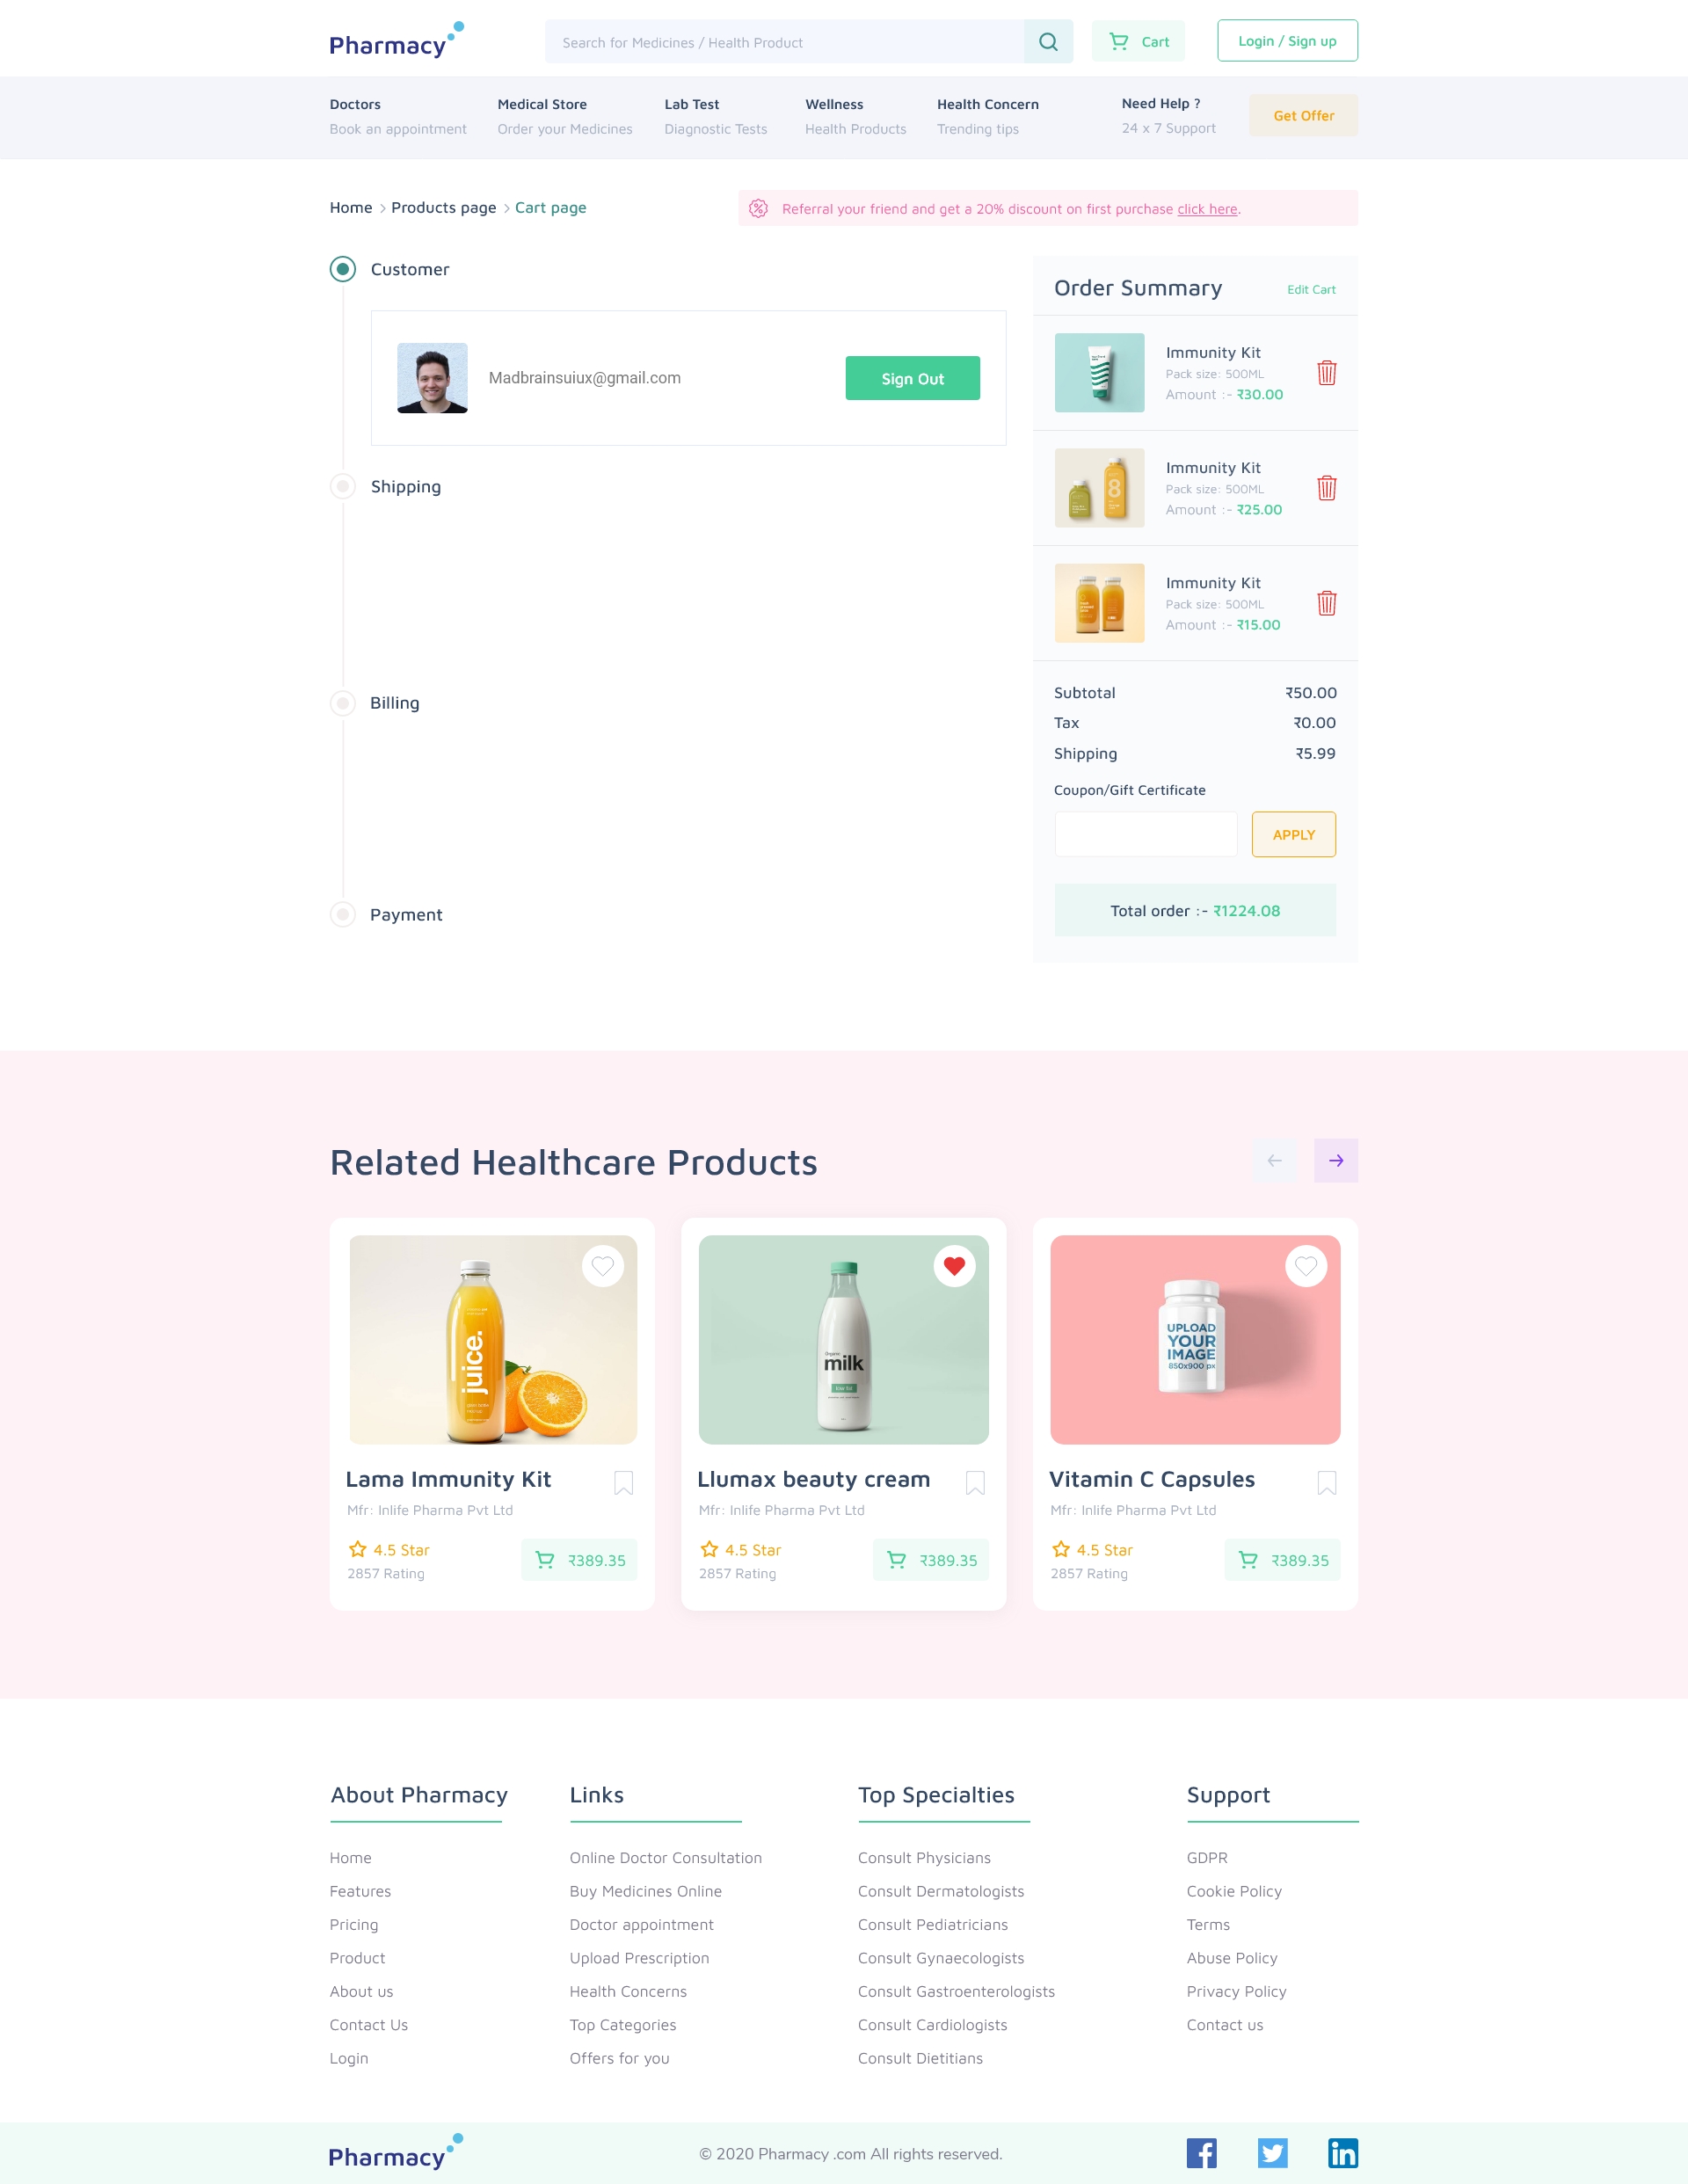 Pharmacy
Search for Medicines / Health Product
Cart
Login / Sign up
Doctors
Book an appointment
Medical Store
Order your Medicines
Lab Test
Diagnostic Tests
Wellness
Health Products
Health Concern
Trending tips
Need Help ?
24 x 7 Support
Get Offer
Home > Products page > Cart page
Referral your friend and get a 20% discount on first purchase click here.
Customer
Madbrainsuiux@gmail.com
Sign Out
Shipping
Billing
Payment
Order Summary
Edit Cart
Immunity Kit
Pack size: 500ML
Amount :- ₹30.00
8
Immunity Kit
Pack size: 500ML
Amount :- ₹25.00
Immunity Kit
Pack size: 500ML
Amount :- ₹15.00
Subtotal ₹50.00
Tax ₹0.00
Shipping ₹5.99
Coupon/Gift Certificate
APPLY
Total order :- ₹1224.08
Related Healthcare Products
juice.
Lama Immunity Kit
Mfr: Inlife Pharma Pvt Ltd
4.5 Star
2857 Rating
₹389.35
Organic
milk
low fat
Llumax beauty cream
Mfr: Inlife Pharma Pvt Ltd
4.5 Star
2857 Rating
₹389.35
UPLOAD
YOUR
IMAGE
850x900 px
Vitamin C Capsules
Mfr: Inlife Pharma Pvt Ltd
4.5 Star
2857 Rating
₹389.35
About Pharmacy
Home
Features
Pricing
Product
About us
Contact Us
Login
Links
Online Doctor Consultation
Buy Medicines Online
Doctor appointment
Upload Prescription
Health Concerns
Top Categories
Offers for you
Top Specialties
Consult Physicians
Consult Dermatologists
Consult Pediatricians
Consult Gynaecologists
Consult Gastroenterologists
Consult Cardiologists
Consult Dietitians
Support
GDPR
Cookie Policy
Terms
Abuse Policy
Privacy Policy
Contact us
Pharmacy
© 2020 Pharmacy .com All rights reserved.
f
in